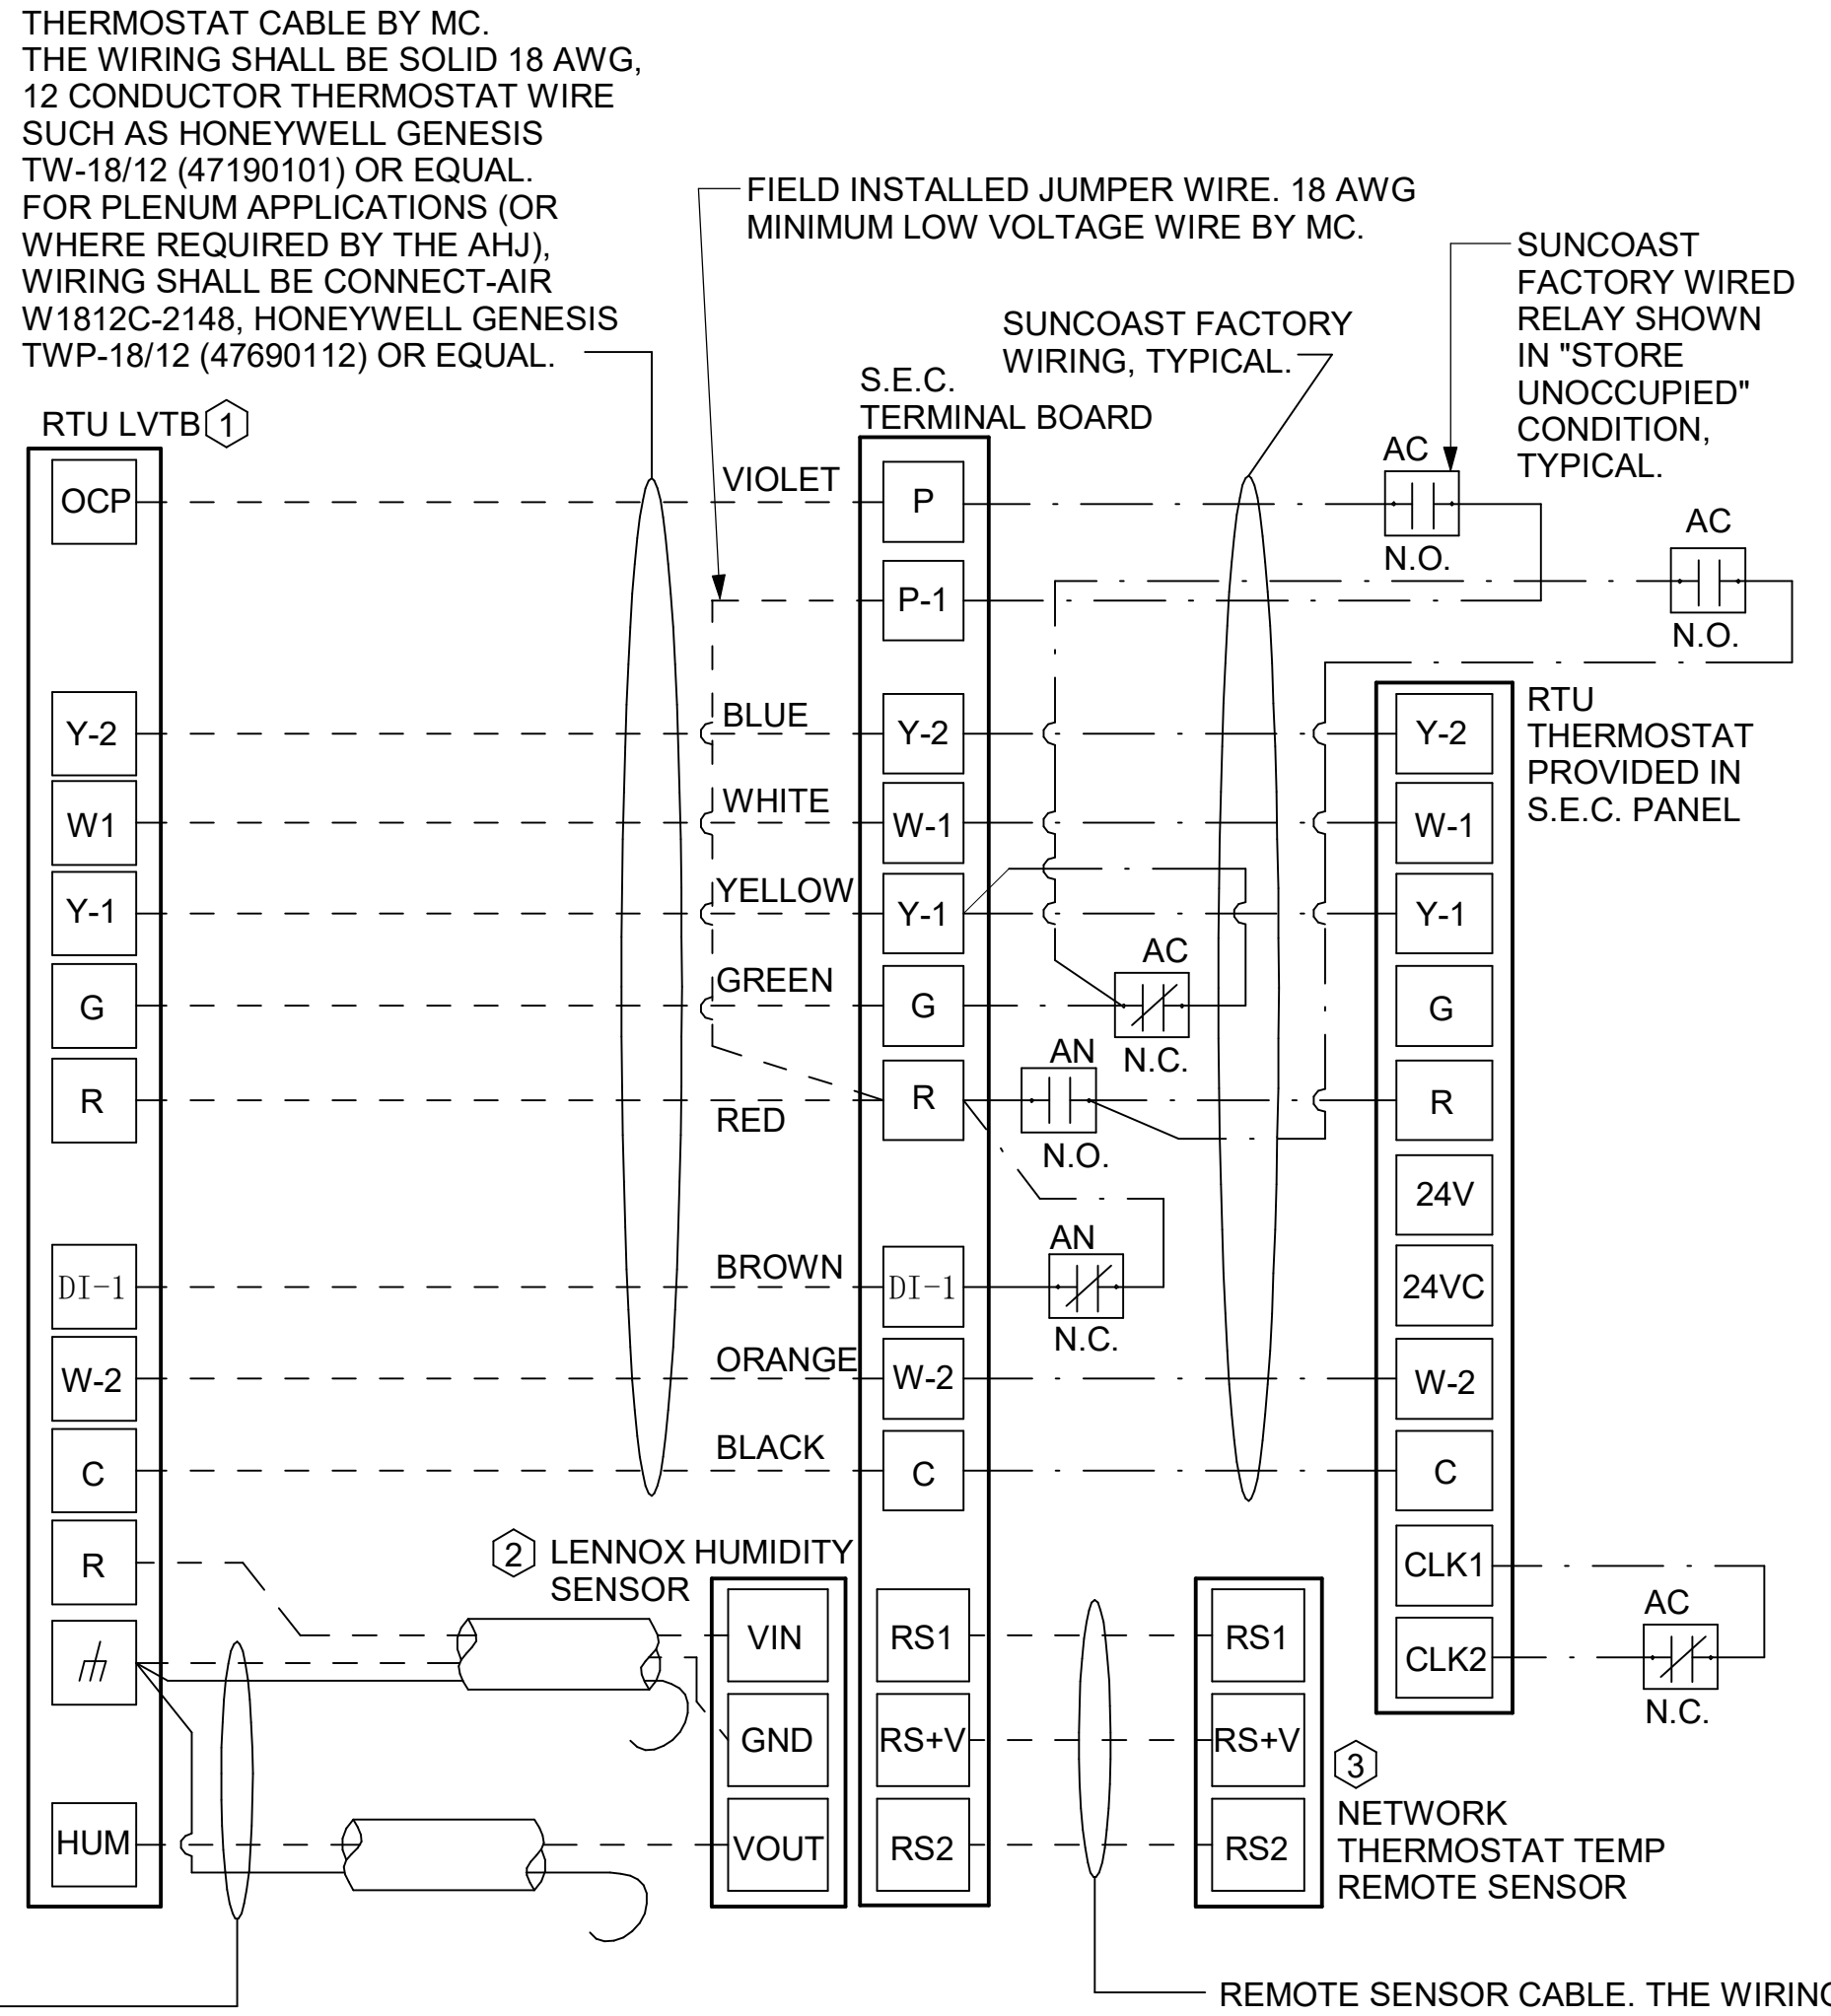 THERMOSTAT CABLE BY MC.
THE WIRING SHALL BE SOLID 18 AWG,
12 CONDUCTOR THERMOSTAT WIRE
SUCH AS HONEYWELL GENESIS
TW-18/12 (47190101) OR EQUAL.
FOR PLENUM APPLICATIONS (OR
WHERE REQUIRED BY THE AHJ),
WIRING SHALL BE CONNECT-AIR
W1812C-2148, HONEYWELL GENESIS
TWP-18/12 (47690112) OR EQUAL.
FIELD INSTALLED JUMPER WIRE. 18 AWG
MINIMUM LOW VOLTAGE WIRE BY MC.
SUNCOAST FACTORY
WIRING, TYPICAL.
SUNCOAST
FACTORY WIRED
RELAY SHOWN
IN "STORE
UNOCCUPIED"
CONDITION,
TYPICAL.
RTU LVTB 1
OCP
Y-2
W1
Y-1
G
R
DI-1
W-2
C
R
HUM
VIOLET
BLUE
WHITE
YELLOW
GREEN
RED
BROWN
ORANGE
BLACK
S.E.C.
TERMINAL BOARD
P
P-1
Y-2
W-1
Y-1
G
R
DI-1
W-2
C
RS1
RS+V
RS2
AC
N.O.
AC
N.O.
AC
N.C.
AN
N.O.
AN
N.C.
RTU
THERMOSTAT
PROVIDED IN
S.E.C. PANEL
Y-2
W-1
Y-1
G
R
24V
24VC
W-2
C
CLK1
CLK2
AC
N.C.
2 LENNOX HUMIDITY
SENSOR
VIN
GND
VOUT
RS1
RS+V
RS2
3
NETWORK
THERMOSTAT TEMP
REMOTE SENSOR
REMOTE SENSOR CABLE. THE WIRING